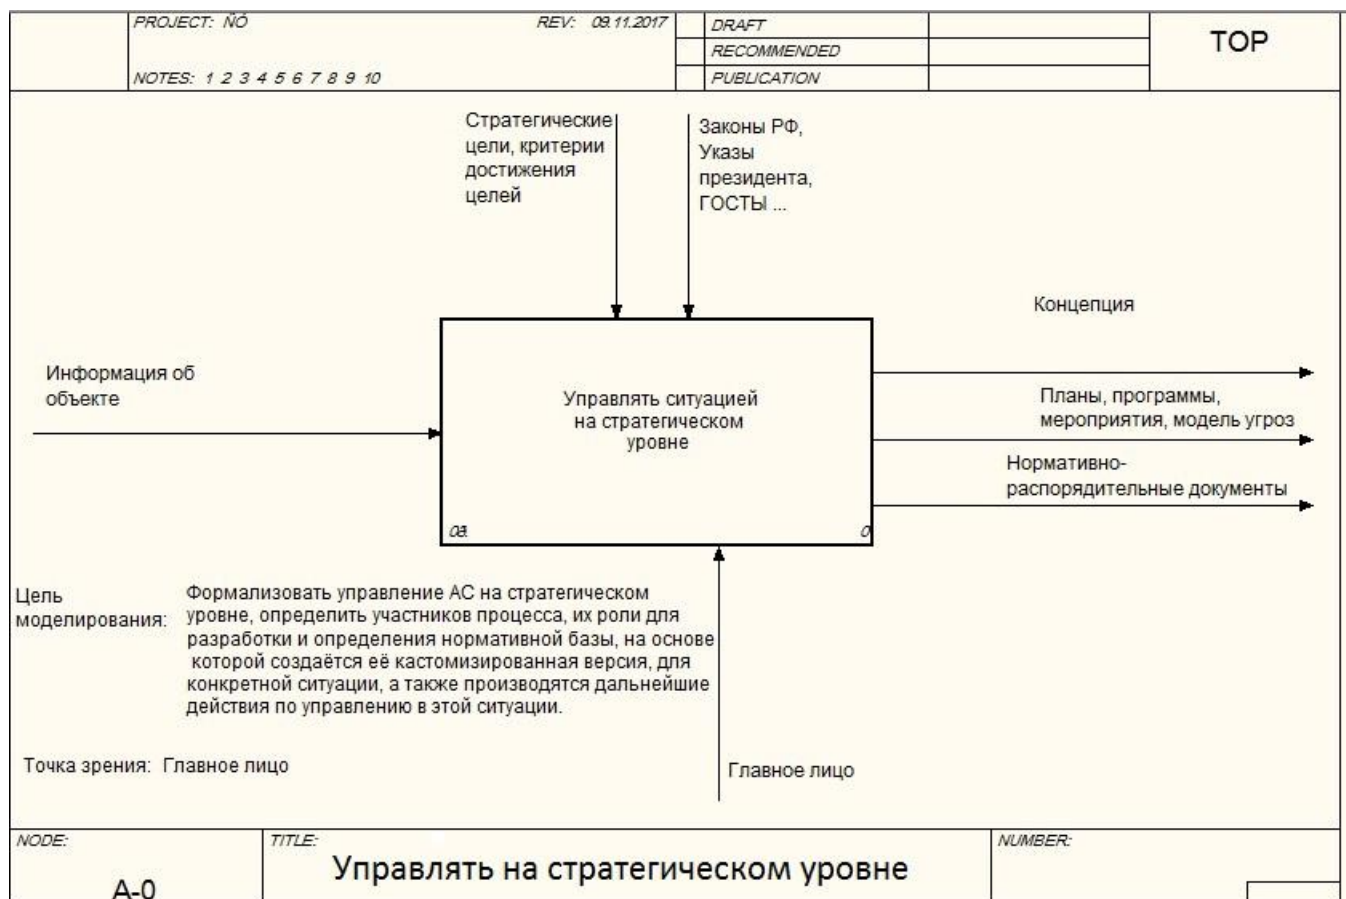 PROJECT: ÑÓ
REV: 09.11.2017
NOTES: 1 2 3 4 5 6 7 8 9 10
DRAFT
RECOMMENDED
PUBLICATION
TOP
Стратегические
цели, критерии
достижения
целей
Законы РФ,
Указы
президента,
ГОСТЫ ...
Концепция
Информация об
объекте
Управлять ситуацией
на стратегическом
уровне
Планы, программы,
мероприятия, модель угроз
Нормативно-
распорядительные документы
0
Цель
моделирования:
Формализовать управление АС на стратегическом
уровне, определить участников процесса, их роли для
разработки и определения нормативной базы, на основе
которой создаётся её кастомизированная версия, для
конкретной ситуации, а также производятся дальнейшие
действия по управлению в этой ситуации.
Точка зрения: Главное лицо
Главное лицо
NODE:
A-0
TITLE:
Управлять на стратегическом уровне
NUMBER: